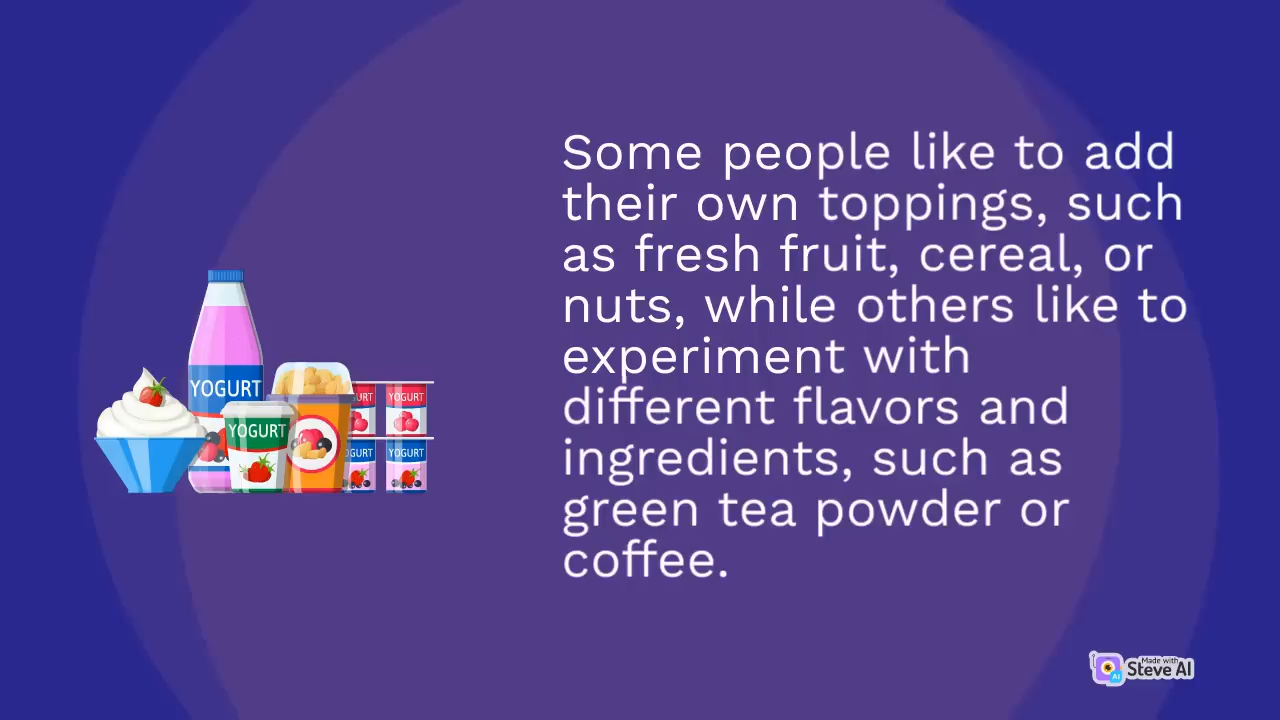 Some people like to add
their own toppings, such
as fresh fruit, cereal, or
nuts, while others like to
experiment with
different flavors and
ingredients, such as
green tea powder or
coffee.
YOGURT
YOGURT
YOGURT
YOGURT
Made with
Steve AI
AI